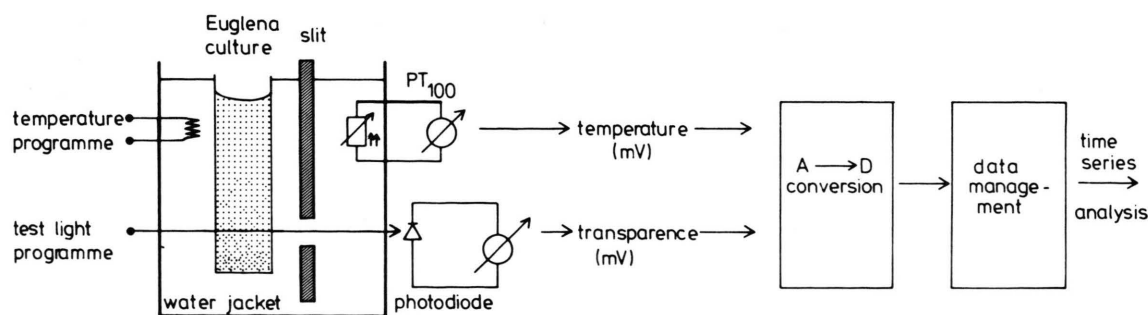 Euglena
culture
slit
PT100
temperature
programme
temperature
(mV)
A → D
conversion
data
manage-
ment
time
series
analysis
test light
programme
transparence
(mV)
water jacket
photodiode